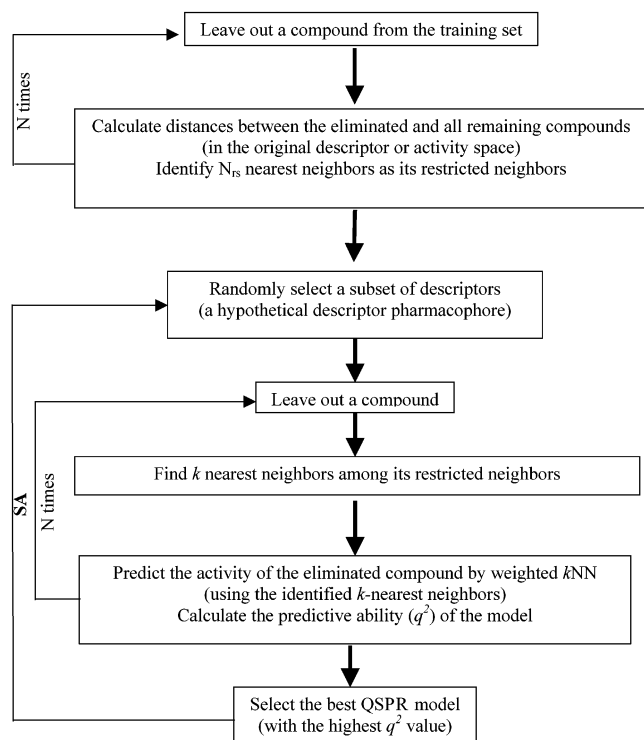 Leave out a compound from the training set
N times
Calculate distances between the eliminated and all remaining compounds
(in the original descriptor or activity space)
Identify Nrs nearest neighbors as its restricted neighbors
Randomly select a subset of descriptors
(a hypothetical descriptor pharmacophore)
Leave out a compound
SA
N times
Find k nearest neighbors among its restricted neighbors
Predict the activity of the eliminated compound by weighted kNN
(using the identified k-nearest neighbors)
Calculate the predictive ability (q²) of the model
Select the best QSPR model
(with the highest q² value)